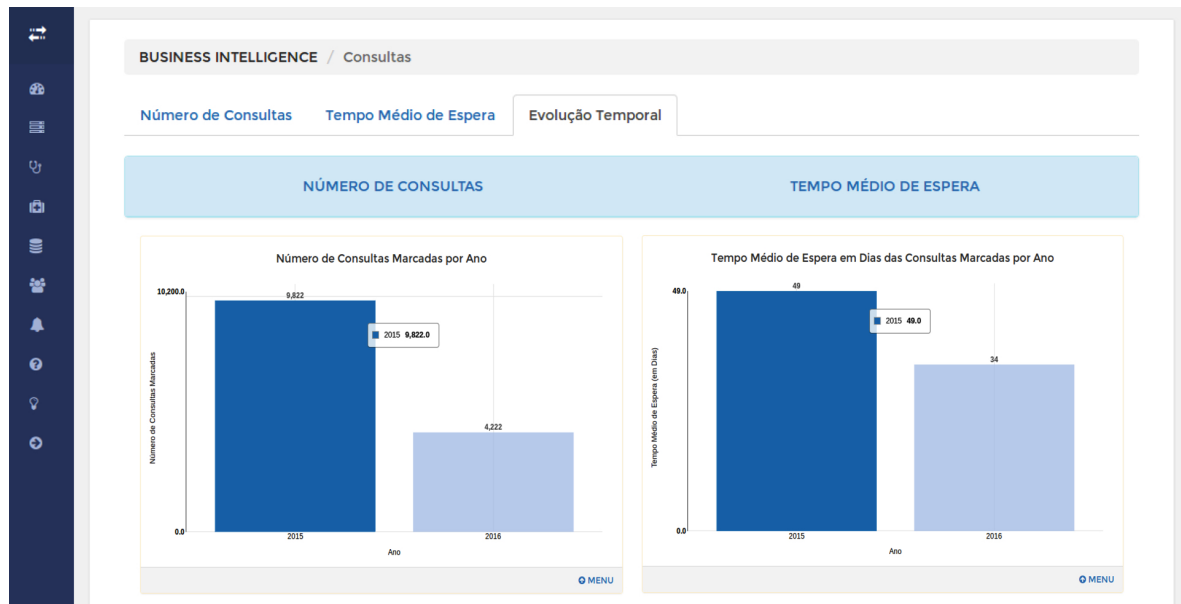 BUSINESS INTELLIGENCE / Consultas
Número de Consultas Tempo Médio de Espera Evolução Temporal
NÚMERO DE CONSULTAS TEMPO MÉDIO DE ESPERA
Número de Consultas Marcadas por Ano
10,200.0
9,822
2015 9,822.0
4,222
Número de Consultas Marcadas
0.0
2015 2016
Ano
MENU
Tempo Médio de Espera em Dias das Consultas Marcadas por Ano
49.0
49
2015 49.0
34
Tempo Médio de Espera (em Dias)
0.0
2015 2016
Ano
MENU